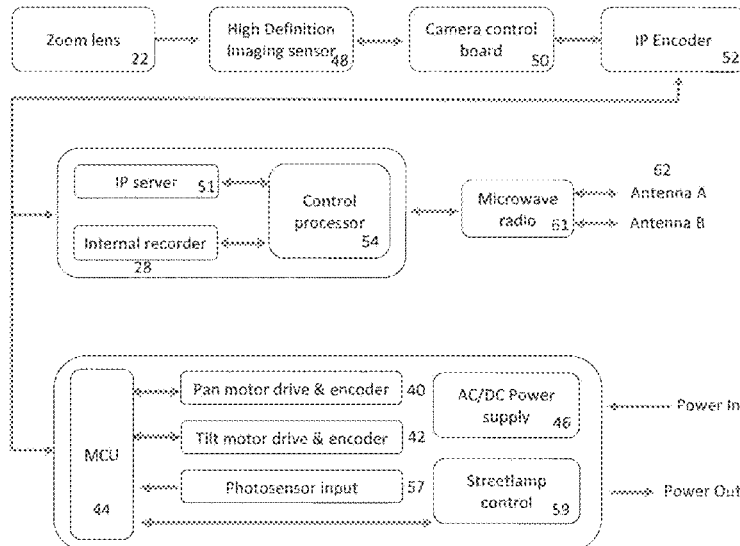 Zoom lens
22
High Definition
Imaging sensor
48
Camera control
board
50
IP Encoder
52
IP server
51
Internal recorder
28
Control
processor
54
Microwave
radio
61
62
Antenna A
Antenna B
MCU
44
Pan motor drive & encoder
40
Tilt motor drive & encoder
42
Photosensor input
57
AC/DC Power
supply
46
Streetlamp
control
59
Power In
Power Out